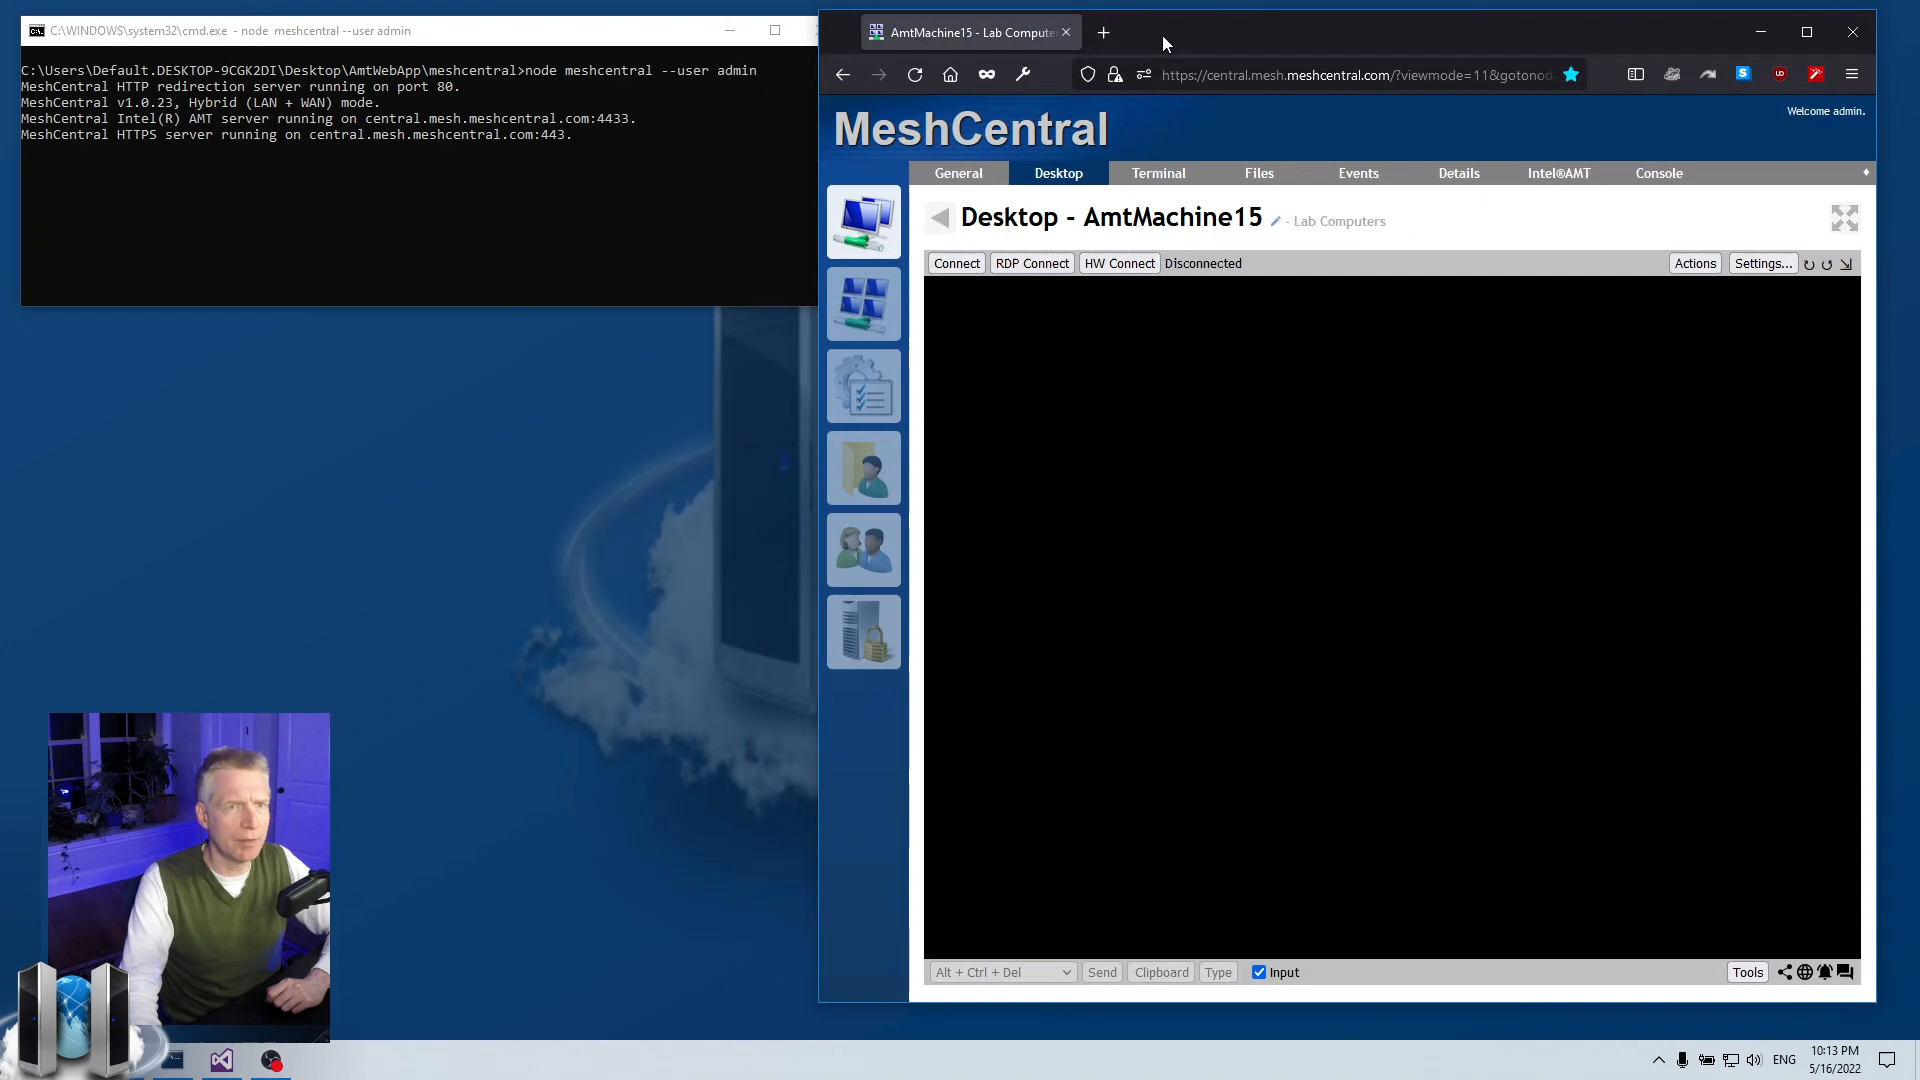 C:\WINDOWS\system32\cmd.exe - node meshcentral --user admin
C:\Users\Default.DESKTOP-9CGK2DI\Desktop\AmtWebApp\meshcentral>node meshcentral --user admin
MeshCentral HTTP redirection server running on port 80.
MeshCentral v1.0.23, Hybrid (LAN + WAN) mode.
MeshCentral Intel(R) AMT server running on central.mesh.meshcentral.com:4433.
MeshCentral HTTPS server running on central.mesh.meshcentral.com:443.
AmtMachine15 - Lab Compute
https://central.mesh.meshcentral.com/?viewmode=11&gotonod
MeshCentral
Welcome admin.
General Desktop Terminal Files Events Details Intel®AMT Console
Desktop - AmtMachine15 - Lab Computers
Connect RDP Connect HW Connect Disconnected Actions Settings...
Alt + Ctrl + Del Send Clipboard Type Input Tools
ENG
10:13 PM
5/16/2022